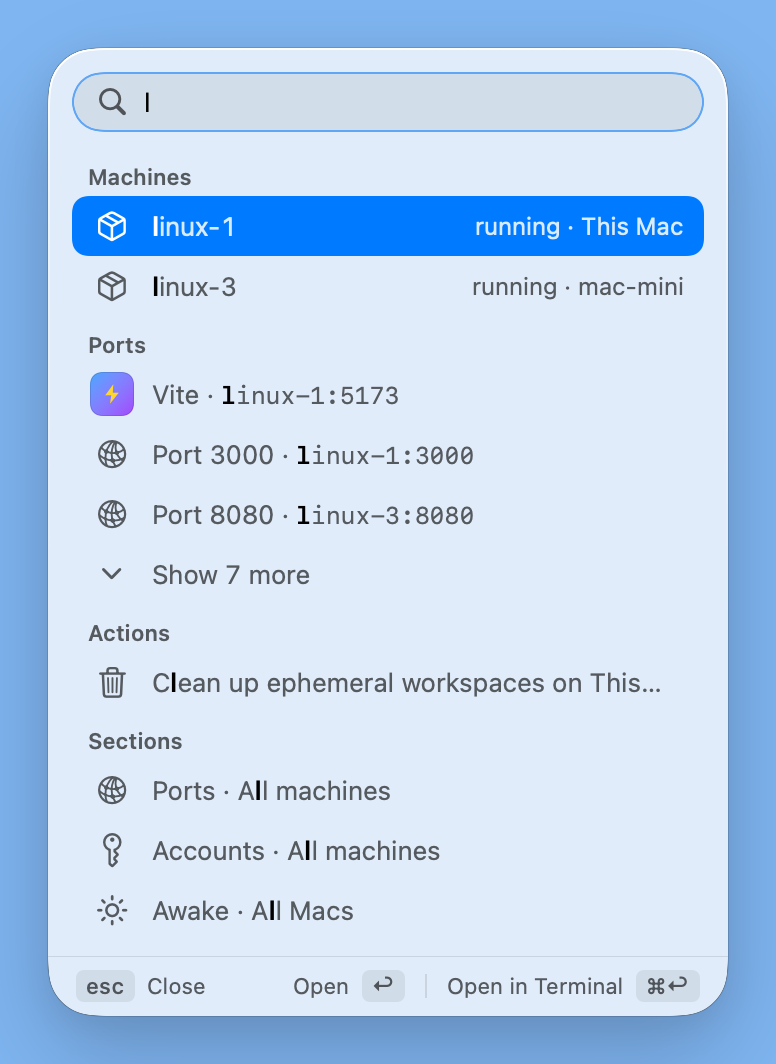 l
Machines
linux-1 running · This Mac
linux-3 running · mac-mini
Ports
Vite · linux-1:5173
Port 3000 · linux-1:3000
Port 8080 · linux-3:8080
Show 7 more
Actions
Clean up ephemeral workspaces on This...
Sections
Ports · All machines
Accounts · All machines
Awake · All Macs
esc Close Open ↩ Open in Terminal ⌘↩